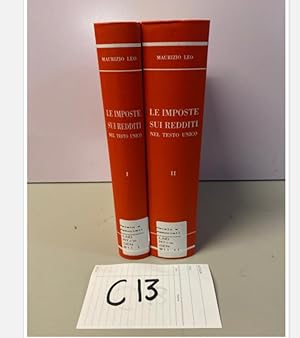 MAURIZIO LEO
LE IMPOSTE
SUI REDDITI
NEL TESTO UNICO
I
MAURIZIO LEO
LE IMPOSTE
SUI REDDITI
NEL TESTO UNICO
II
C13